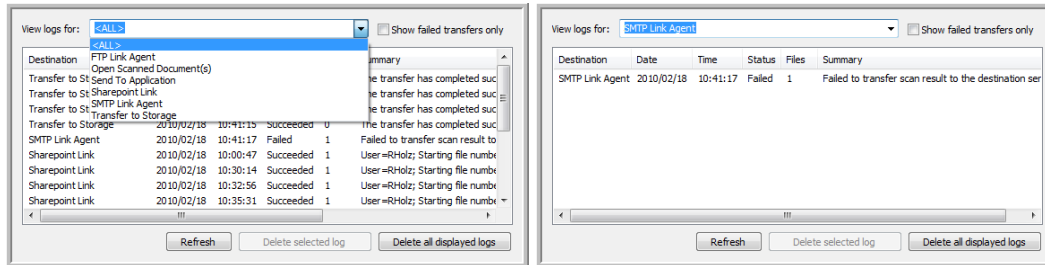 View logs for: <ALL> Show failed transfers only
<ALL>
FTP Link Agent
Open Scanned Document(s)
Send To Application
Sharepoint Link
SMTP Link Agent
Transfer to Storage
Destination ummary
Transfer to St he transfer has completed suc
Transfer to St he transfer has completed suc
Transfer to St he transfer has completed suc
Transfer to Storage 2010/02/18 10:41:15 Succeeded 0 The transfer has completed suc
SMTP Link Agent 2010/02/18 10:41:17 Failed 1 Failed to transfer scan result to
Sharepoint Link 2010/02/18 10:00:47 Succeeded 1 User=RHolz; Starting file numbe
Sharepoint Link 2010/02/18 10:30:14 Succeeded 1 User=RHolz; Starting file numbe
Sharepoint Link 2010/02/18 10:32:56 Succeeded 1 User=RHolz; Starting file numbe
Sharepoint Link 2010/02/18 10:35:31 Succeeded 1 User=RHolz; Starting file numbe
Refresh Delete selected log Delete all displayed logs
View logs for: SMTP Link Agent Show failed transfers only
Destination Date Time Status Files Summary
SMTP Link Agent 2010/02/18 10:41:17 Failed 1 Failed to transfer scan result to the destination ser
Refresh Delete selected log Delete all displayed logs